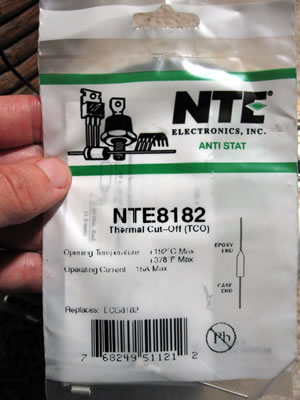 NTE
ELECTRONICS, INC.
ANTI STAT
NTE8182
Thermal Cut-Off (TCO)
Opening Temperature +192°C Max
+378°F Max
Operating Current 15A Max
EPOXY
END
CASE
END
Replaces: ECG8182
7 68249 51121 2
Pb